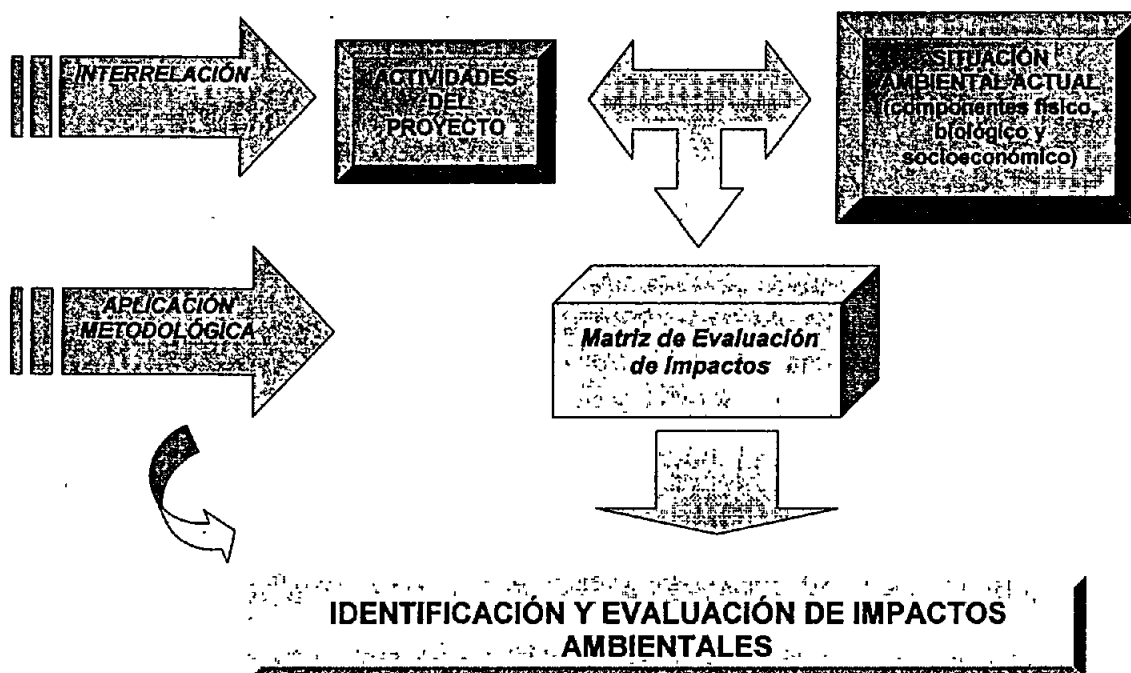 INTERRELACIÓN
ACTIVIDADES
DEL
PROYECTO
SITUACIÓN
AMBIENTAL ACTUAL
(componentes físico,
biológico y
socioeconómico)
APLICACIÓN
METODOLÓGICA
Matriz de Evaluación
de Impactos
IDENTIFICACIÓN Y EVALUACIÓN DE IMPACTOS
AMBIENTALES